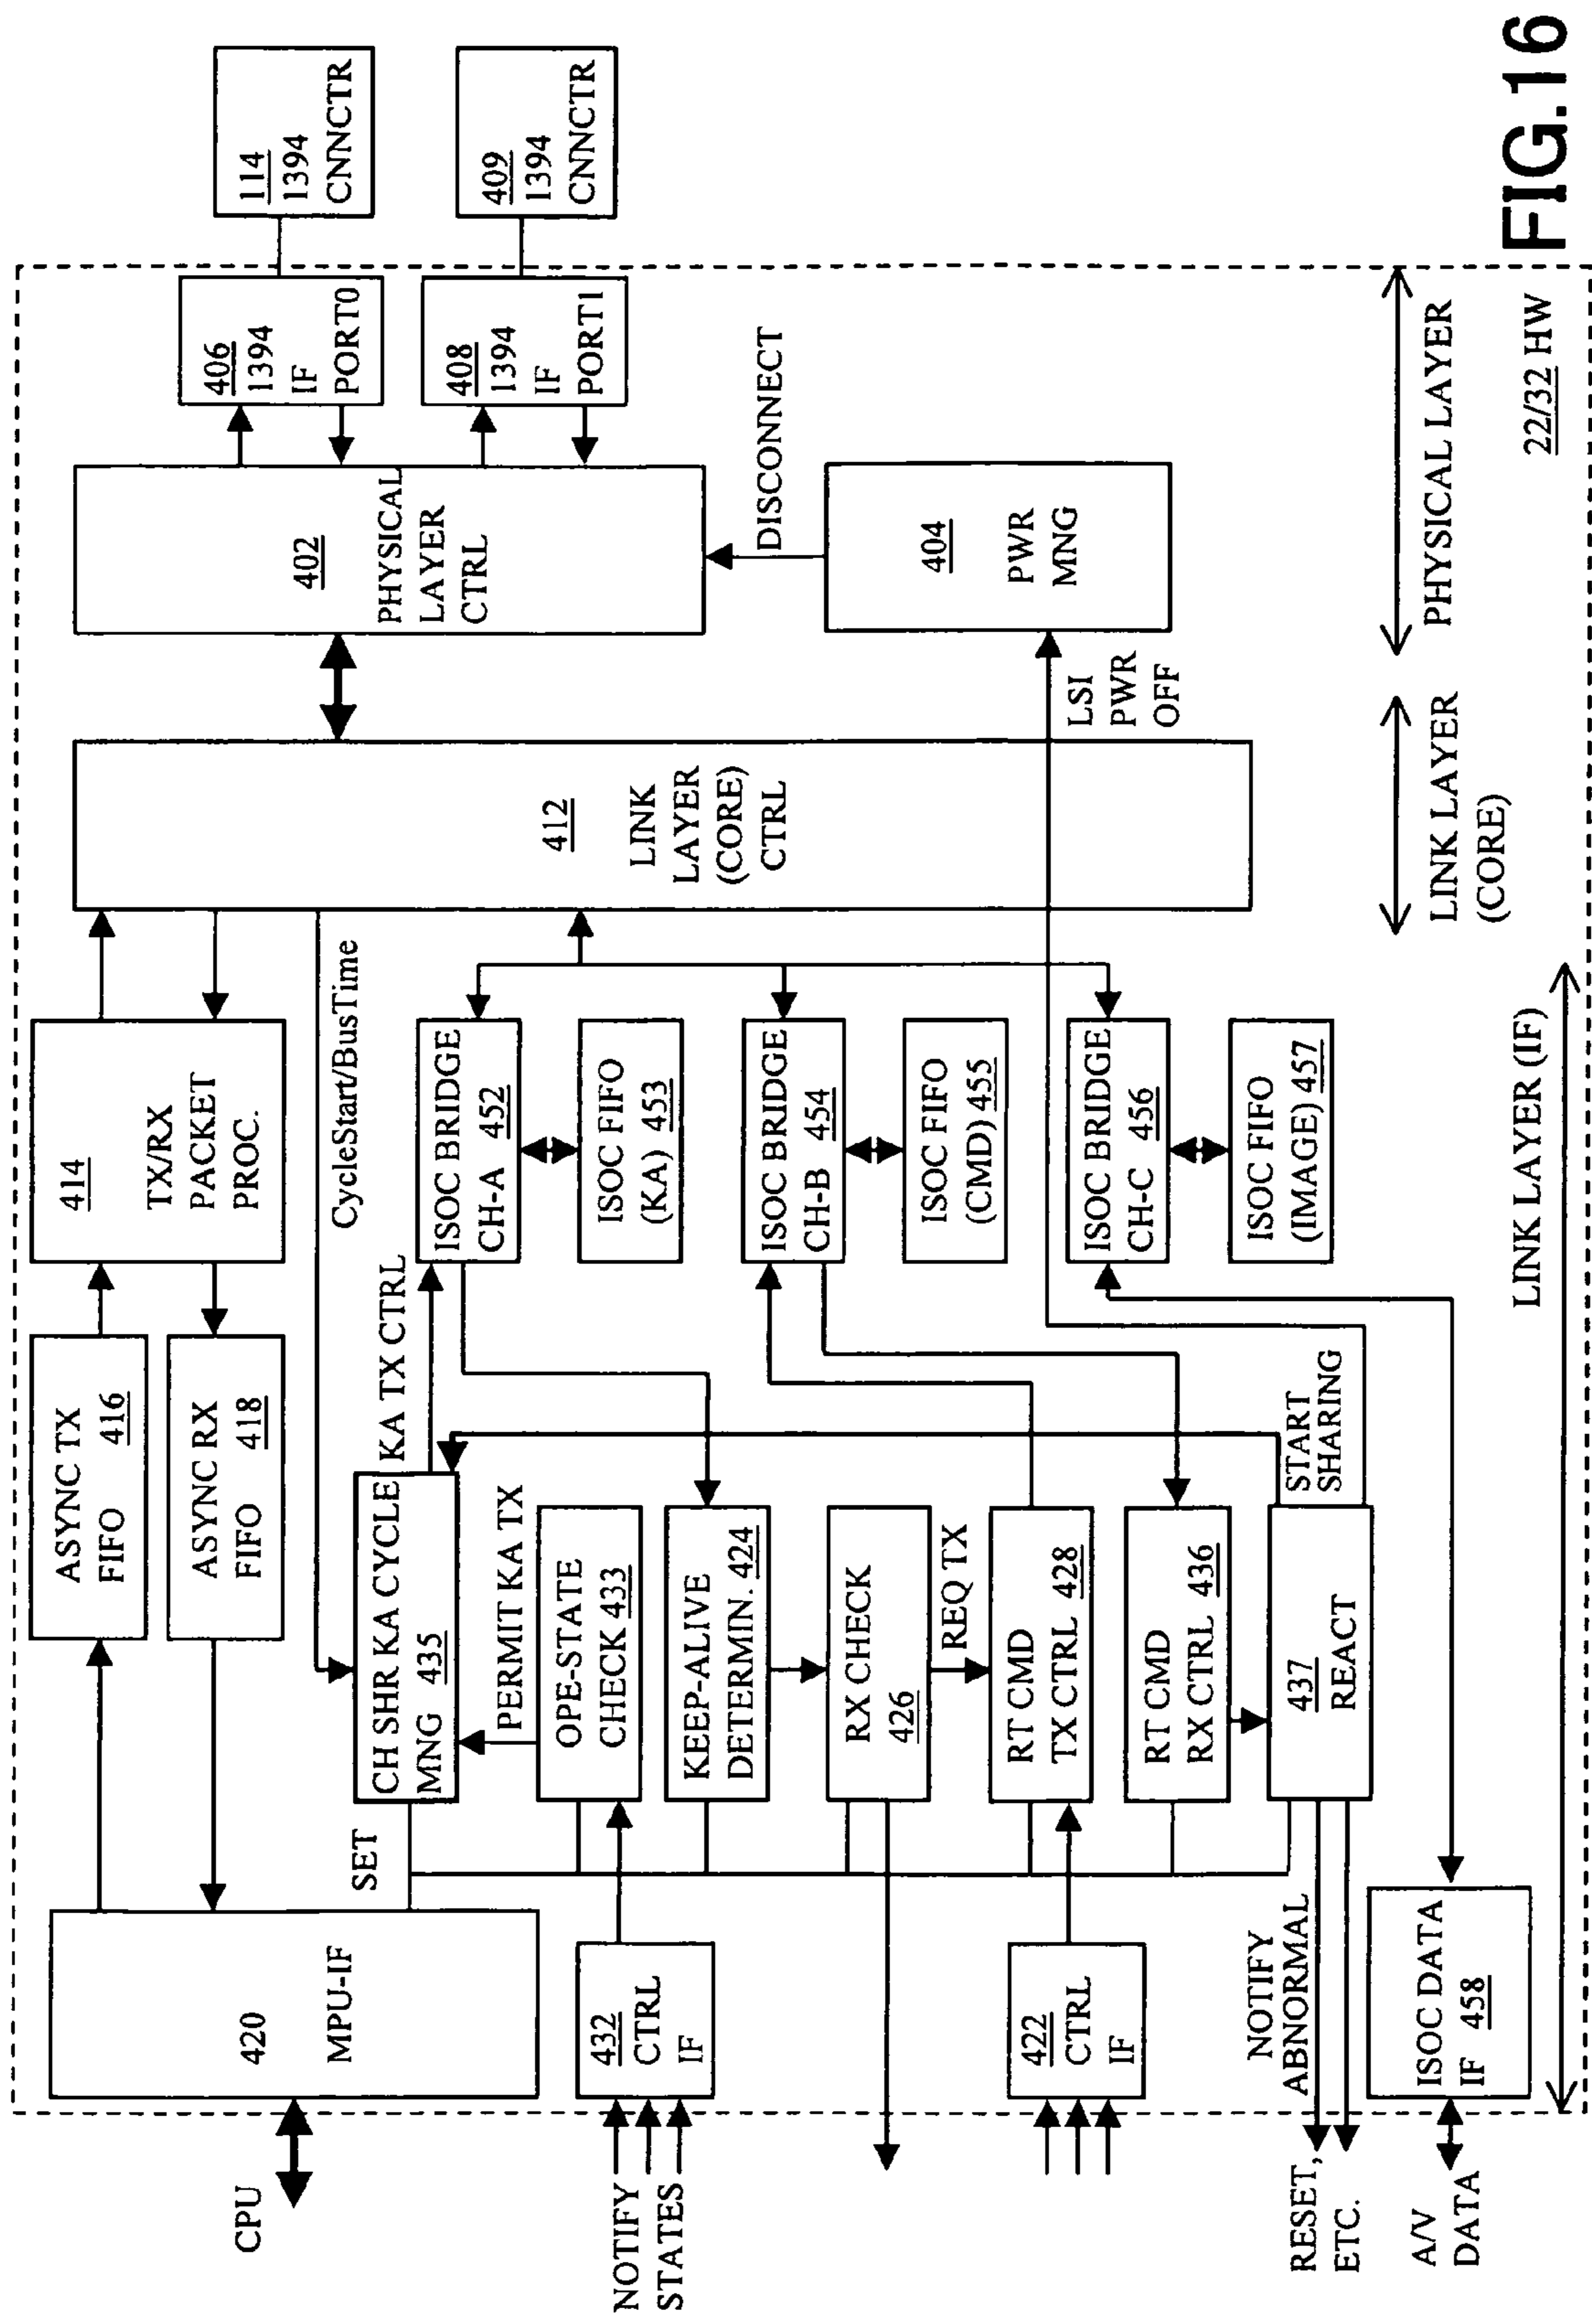 CPU
420
MPU-IF
ASYNC TX
FIFO 416
ASYNC RX
FIFO 418
414
TX/RX
PACKET
PROC.
CycleStart/BusTime
412
LINK
LAYER
(CORE)
CTRL
402
PHYSICAL
LAYER
CTRL
406
1394
IF
PORT0
114
1394
CNNCTR
408
1394
IF
PORT1
409
1394
CNNCTR
DISCONNECT
404
PWR
MNG
LSI
PWR
OFF
SET
CH SHR KA CYCLE
MNG 435
KA TX CTRL
PERMIT KA TX
NOTIFY
STATES
432
CTRL
IF
OPE-STATE
CHECK 433
KEEP-ALIVE
DETERMIN. 424
RX CHECK
426
REQ TX
422
CTRL
IF
RT CMD
TX CTRL 428
RT CMD
RX CTRL 436
437
REACT
START
SHARING
NOTIFY
ABNORMAL
RESET,
ETC.
ISOC BRIDGE
CH-A 452
ISOC FIFO
(KA) 453
ISOC BRIDGE
CH-B 454
ISOC FIFO
(CMD) 455
ISOC BRIDGE
CH-C 456
ISOC FIFO
(IMAGE) 457
A/V
DATA
ISOC DATA
IF 458
LINK LAYER (IF)
LINK LAYER
(CORE)
PHYSICAL LAYER
22/32 HW
FIG.16